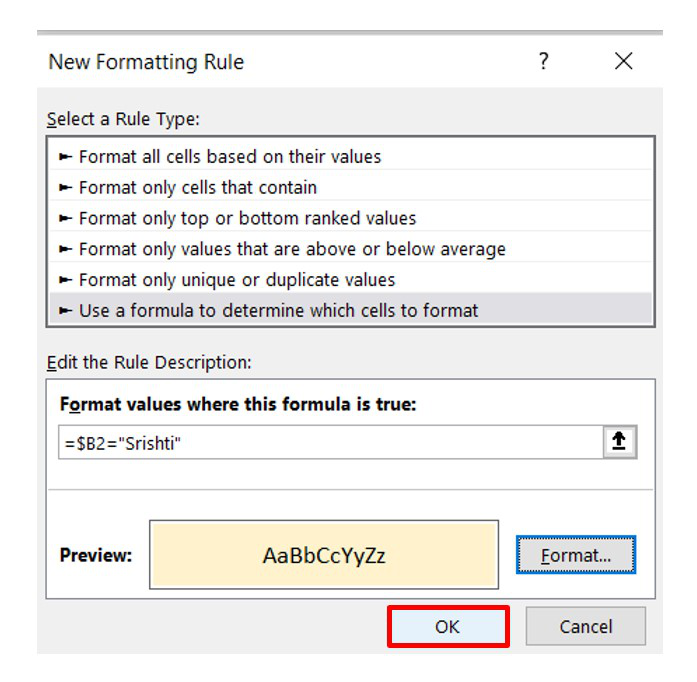 New Formatting Rule ?
Select a Rule Type:
► Format all cells based on their values
► Format only cells that contain
► Format only top or bottom ranked values
► Format only values that are above or below average
► Format only unique or duplicate values
► Use a formula to determine which cells to format
Edit the Rule Description:
Format values where this formula is true:
=$B2="Srishti"
Preview: AaBbCcYyZz Format...
OK Cancel